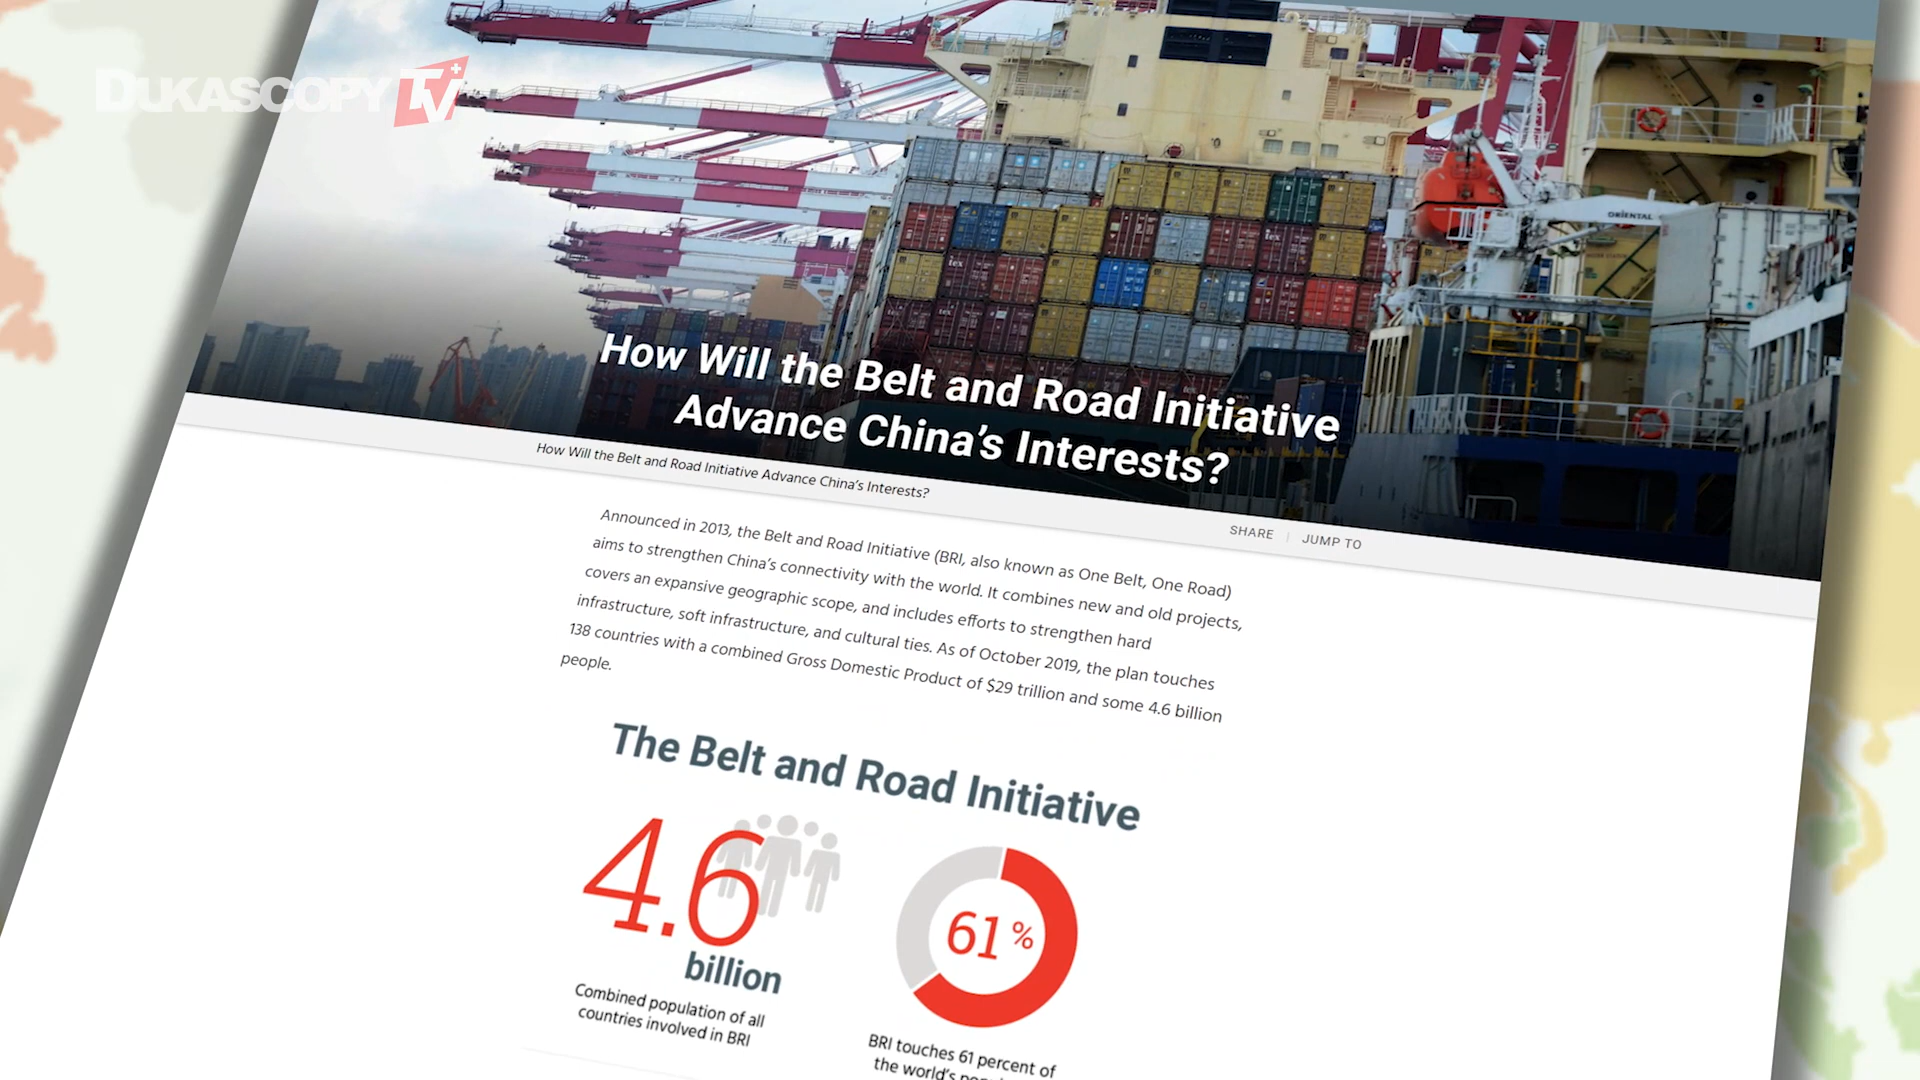 DUKASCOPY TV
ORIENTAL
tex
tex
How Will the Belt and Road Initiative
Advance China's Interests?
How Will the Belt and Road Initiative Advance China's Interests?
SHARE | JUMP TO
Announced in 2013, the Belt and Road Initiative (BRI, also known as One Belt, One Road)
aims to strengthen China's connectivity with the world. It combines new and old projects,
covers an expansive geographic scope, and includes efforts to strengthen hard
infrastructure, soft infrastructure, and cultural ties. As of October 2019, the plan touches
138 countries with a combined Gross Domestic Product of $29 trillion and some 4.6 billion
people.
The Belt and Road Initiative
4.6
billion
Combined population of all
countries involved in BRI
61%
BRI touches 61 percent of
the world's